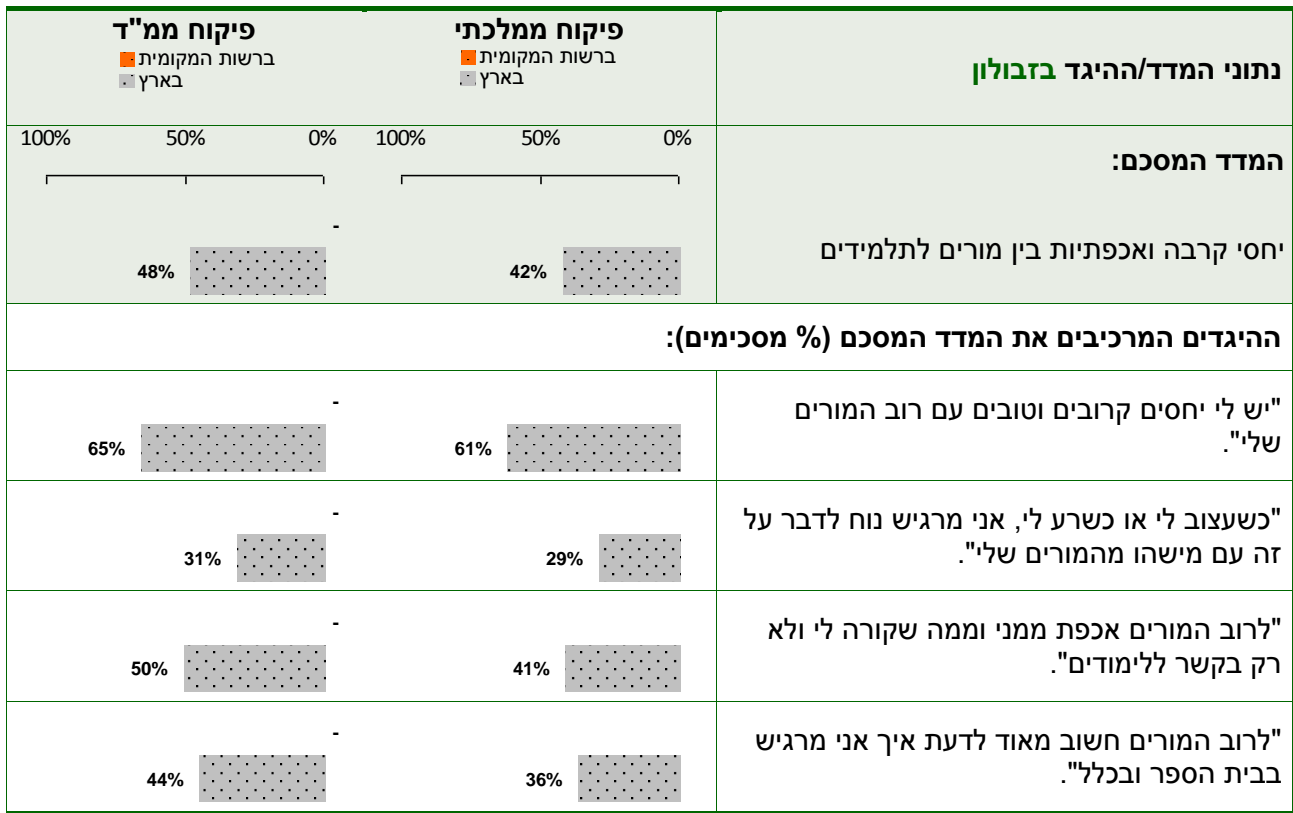 נתוני המדד/ההיגד בזבולון
פיקוח ממלכתי
ברשות המקומית
בארץ
פיקוח ממ"ד
ברשות המקומית
בארץ
המדד המסכם:
0% 50% 100%
0% 50% 100%
יחסי קרבה ואכפתיות בין מורים לתלמידים
42%
-
48%
ההיגדים המרכיבים את המדד המסכם (% מסכימים):
"יש לי יחסים קרובים וטובים עם רוב המורים
שלי".
61%
-
65%
"כשעצוב לי או כשרע לי, אני מרגיש נוח לדבר על
זה עם מישהו מהמורים שלי".
29%
-
31%
"לרוב המורים אכפת ממני וממה שקורה לי ולא
רק בקשר ללימודים".
41%
-
50%
"לרוב המורים חשוב מאוד לדעת איך אני מרגיש
בבית הספר ובכלל".
36%
-
44%